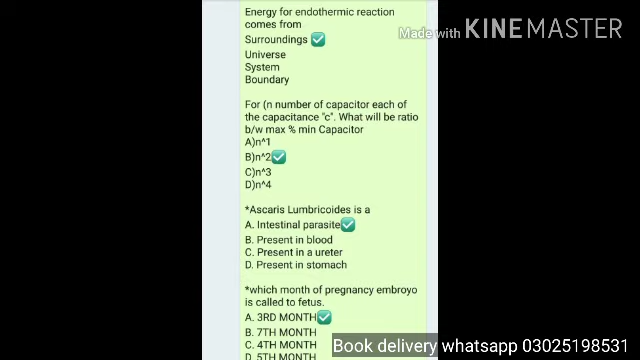 Energy for endothermic reaction
comes from
Surroundings ✅
Universe
System
Boundary
For (n number of capacitor each of
the capacitance "c". What will be ratio
b/w max % min Capacitor
A)n^1
B)n^2✅
C)n^3
D)n^4
*Ascaris Lumbricoides is a
A. Intestinal parasite✅
B. Present in blood
C. Present in a ureter
D. Present in stomach
*which month of pregnancy embroyo
is called to fetus.
A. 3RD MONTH✅
B. 7TH MONTH
C. 4TH MONTH
D. 5TH MONTH
Made with KINEMASTER
Book delivery whatsapp 03025198531